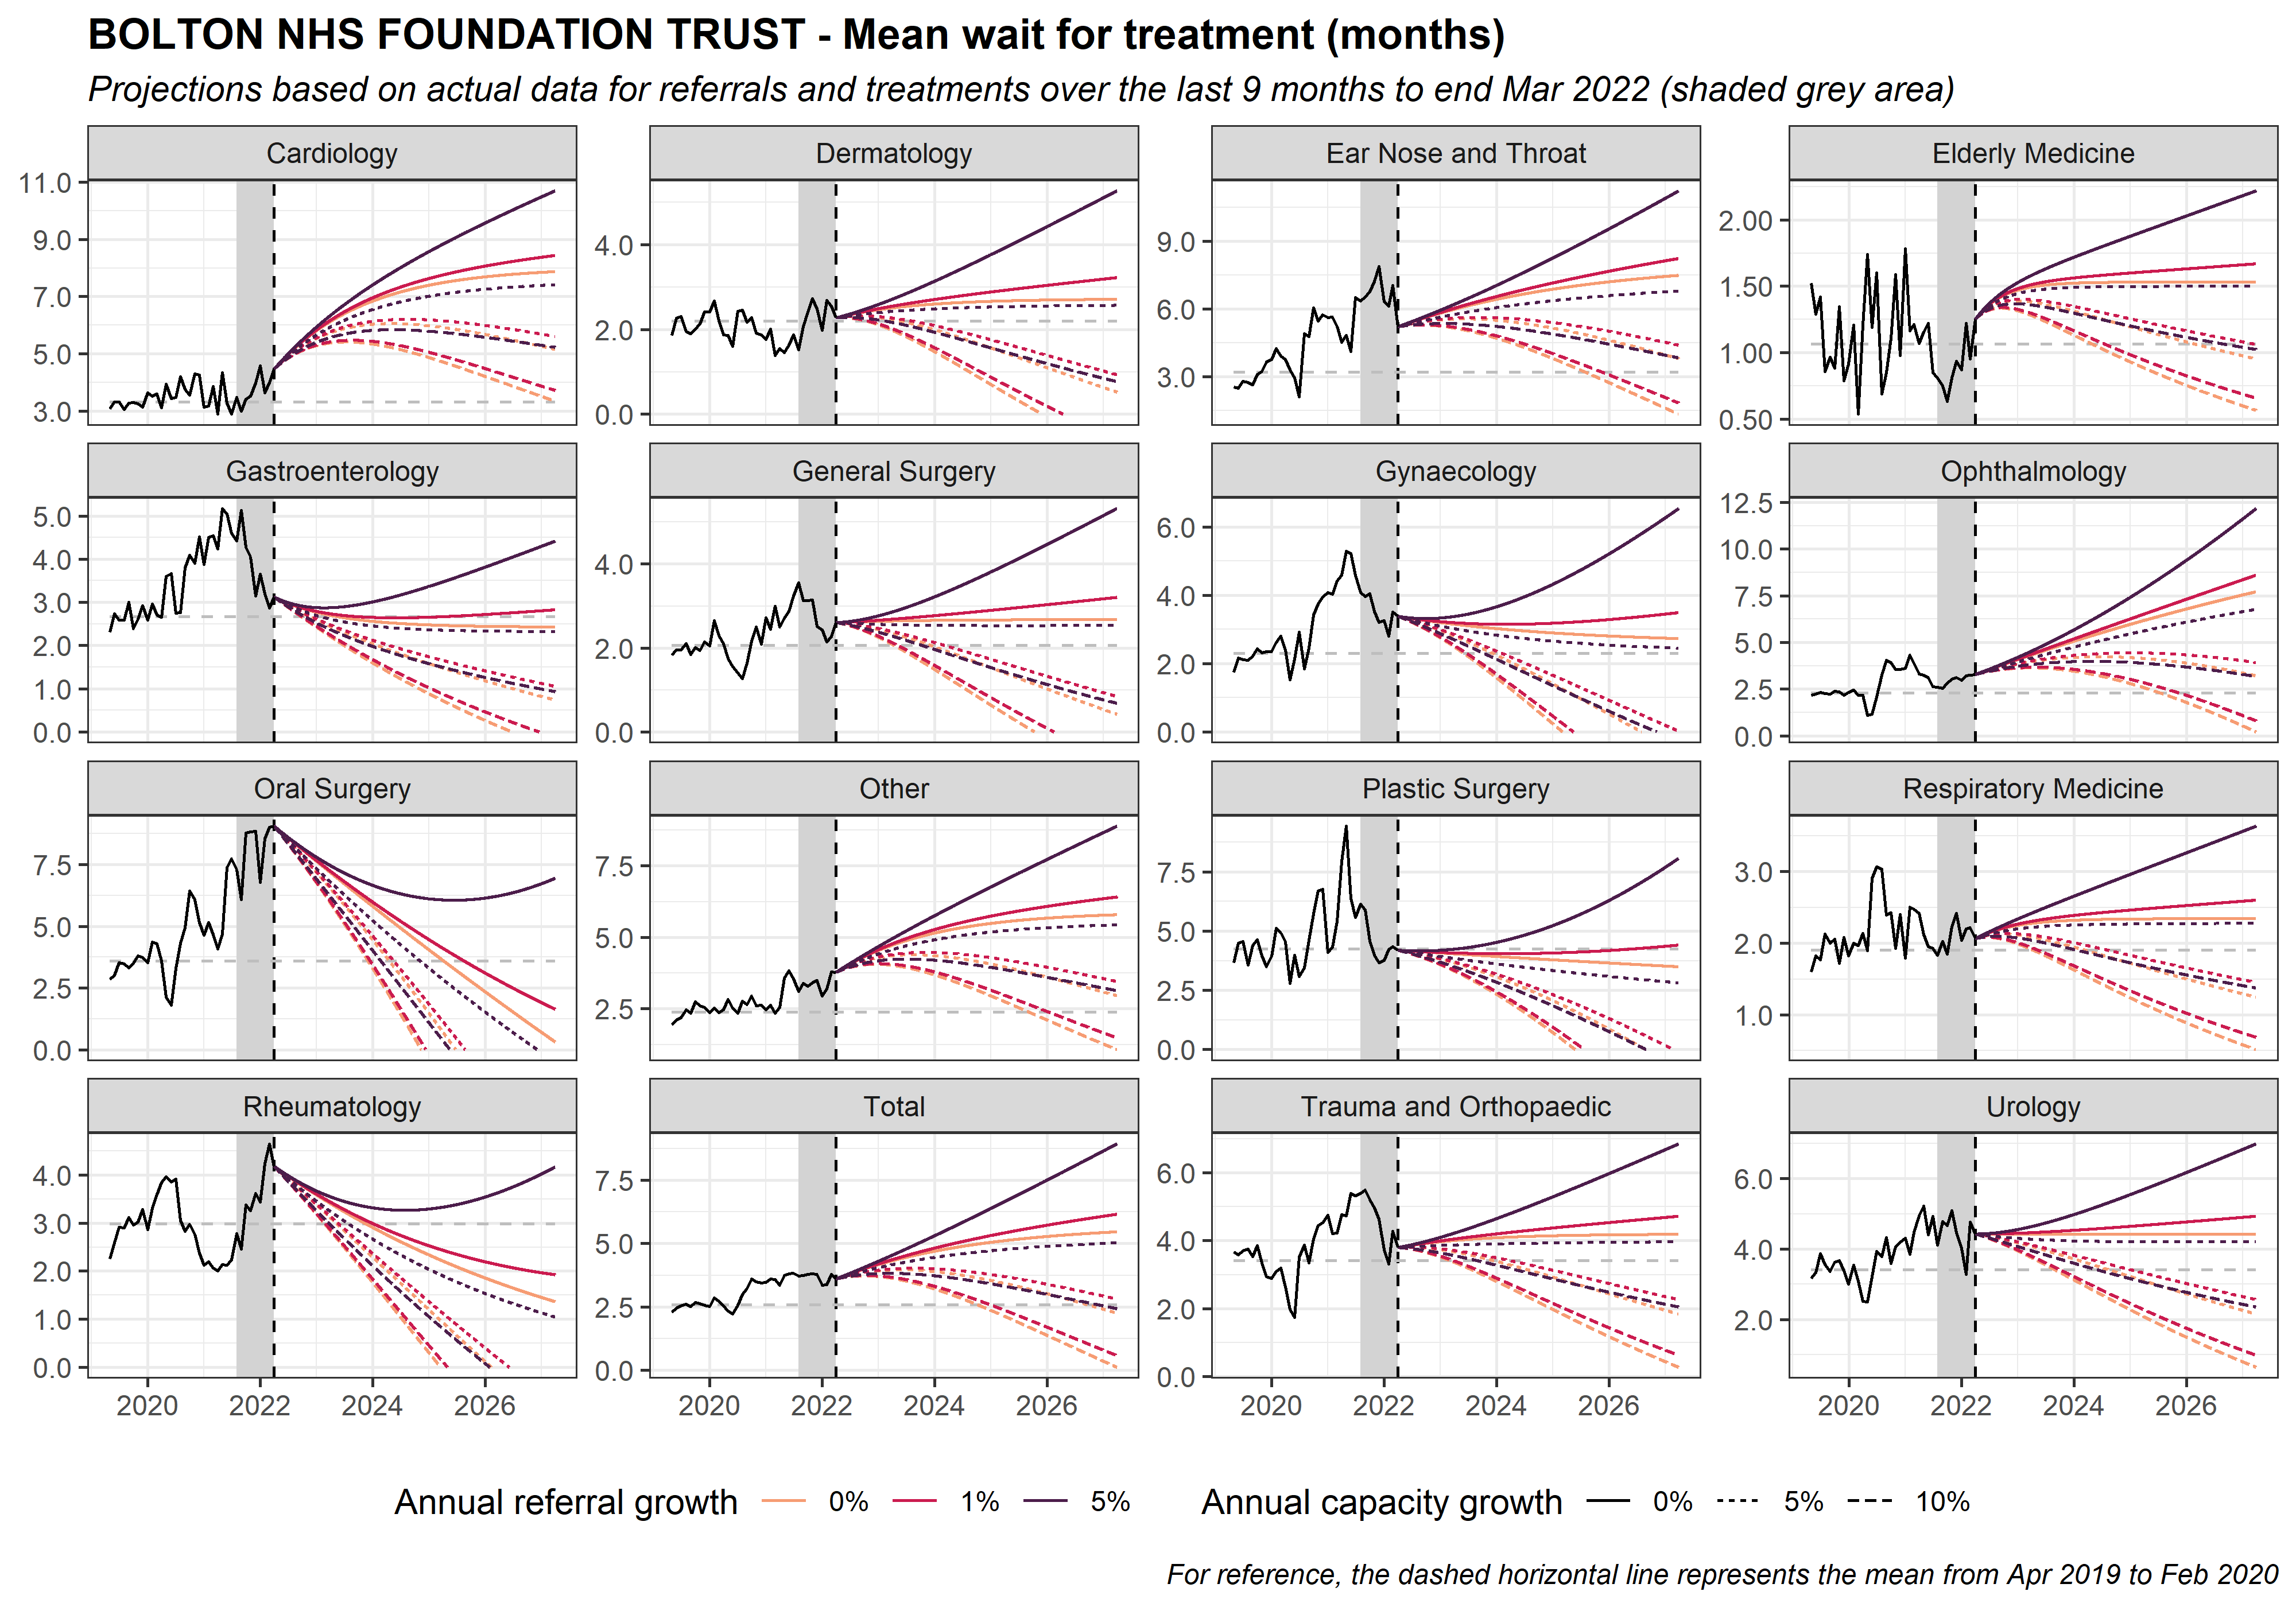 BOLTON NHS FOUNDATION TRUST - Mean wait for treatment (months)
Projections based on actual data for referrals and treatments over the last 9 months to end Mar 2022 (shaded grey area)
Cardiology
Dermatology
Ear Nose and Throat
Elderly Medicine
11.0
9.0
7.0
5.0
3.0
4.0
2.0
0.0
9.0
6.0
3.0
2.00
1.50
1.00
0.50
Gastroenterology
General Surgery
Gynaecology
Ophthalmology
5.0
4.0
3.0
2.0
1.0
0.0
4.0
2.0
0.0
6.0
4.0
2.0
0.0
12.5
10.0
7.5
5.0
2.5
0.0
Oral Surgery
Other
Plastic Surgery
Respiratory Medicine
7.5
5.0
2.5
0.0
7.5
5.0
2.5
7.5
5.0
2.5
0.0
3.0
2.0
1.0
Rheumatology
Total
Trauma and Orthopaedic
Urology
4.0
3.0
2.0
1.0
0.0
7.5
5.0
2.5
0.0
6.0
4.0
2.0
0.0
6.0
4.0
2.0
2020 2022 2024 2026
2020 2022 2024 2026
2020 2022 2024 2026
2020 2022 2024 2026
Annual referral growth 0% 1% 5%
Annual capacity growth 0% 5% 10%
For reference, the dashed horizontal line represents the mean from Apr 2019 to Feb 2020